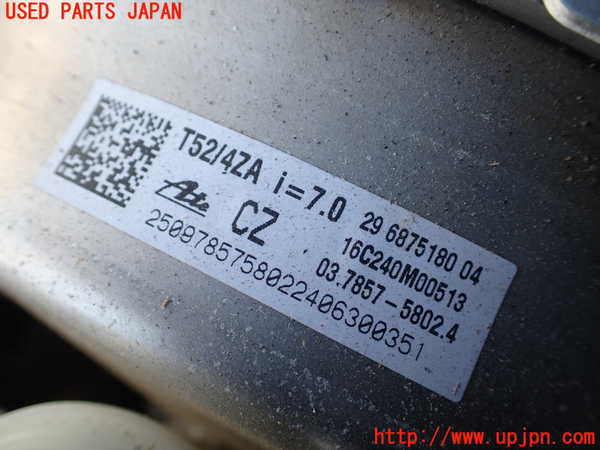 USED PARTS JAPAN
T52/4ZA i=7.0
Ate CZ
29 6875180 04
16C240M00513
03.7857-5802.4
2509785758022406300351
http://www.upjpn.com/